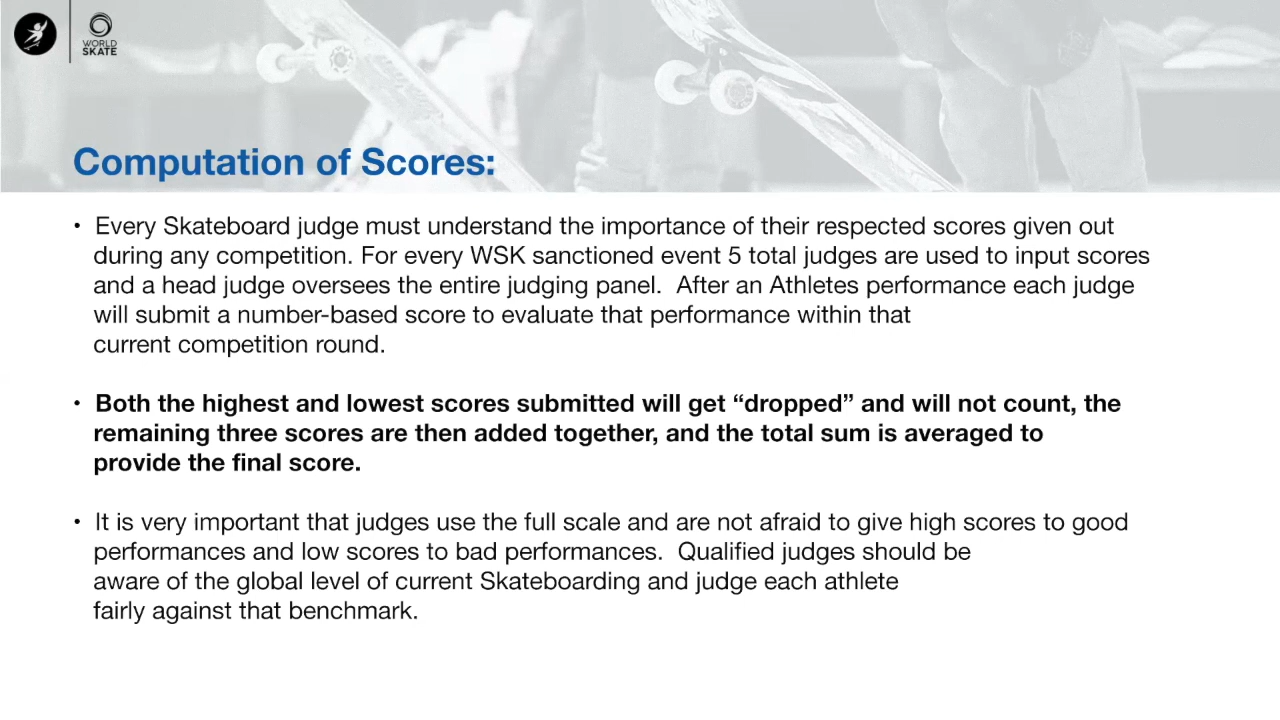 WORLD
SKATE
Computation of Scores:
• Every Skateboard judge must understand the importance of their respected scores given out
during any competition. For every WSK sanctioned event 5 total judges are used to input scores
and a head judge oversees the entire judging panel.  After an Athletes performance each judge
will submit a number-based score to evaluate that performance within that
current competition round.
• Both the highest and lowest scores submitted will get “dropped” and will not count, the
remaining three scores are then added together, and the total sum is averaged to
provide the final score.
• It is very important that judges use the full scale and are not afraid to give high scores to good
performances and low scores to bad performances.  Qualified judges should be
aware of the global level of current Skateboarding and judge each athlete
fairly against that benchmark.